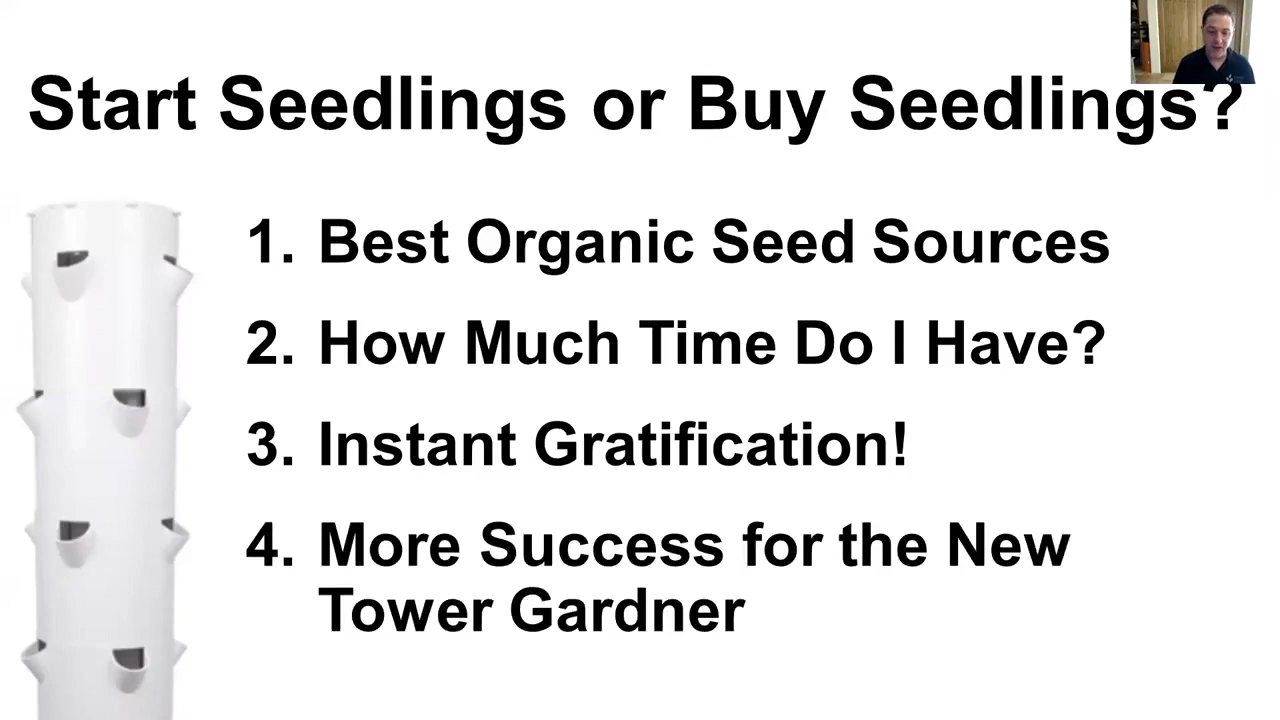 Start Seedlings or Buy Seedlings?
1. Best Organic Seed Sources
2. How Much Time Do I Have?
3. Instant Gratification!
4. More Success for the New
Tower Gardner